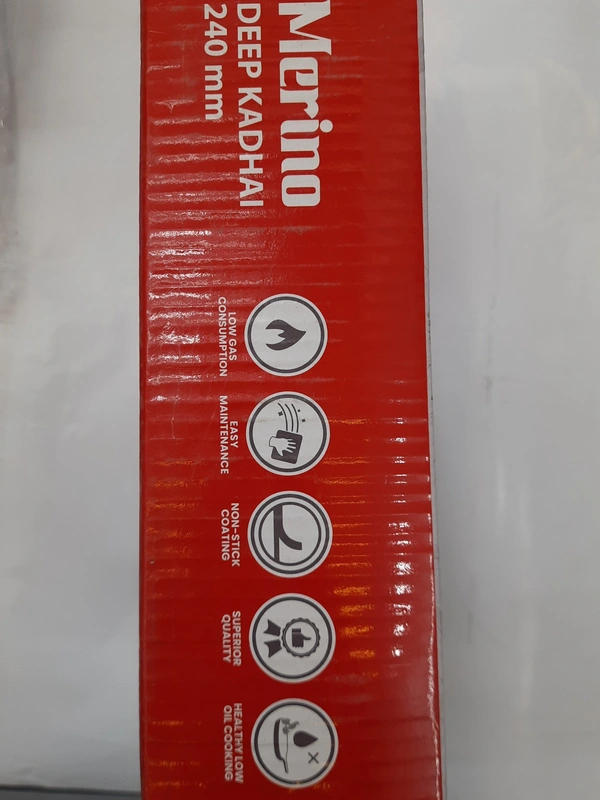 Merino
DEEP KADHAI
240 mm
LOW GAS
CONSUMPTION
EASY
MAINTENANCE
NON-STICK
COATING
SUPERIOR
QUALITY
HEALTHY LOW
OIL COOKING